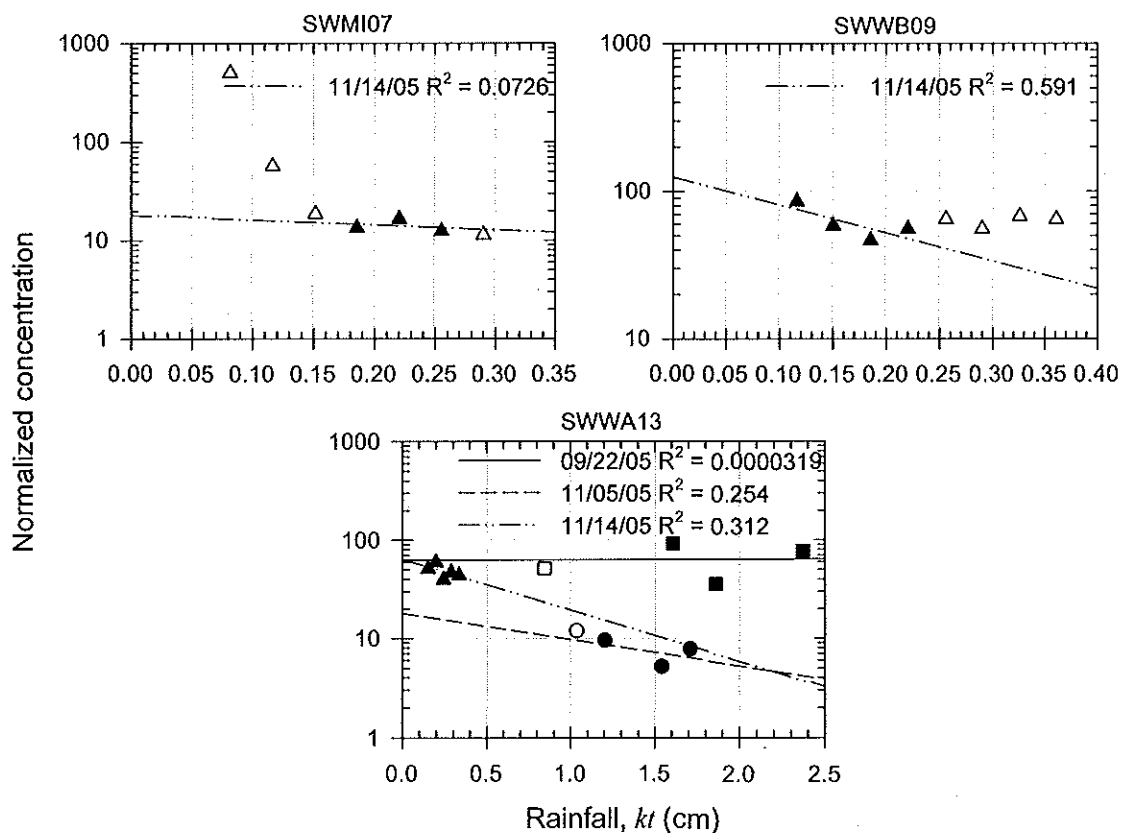 SWMI07
1000
100
10
1
11/14/05 R² = 0.0726
0.00 0.05 0.10 0.15 0.20 0.25 0.30 0.35
SWWB09
1000
100
10
11/14/05 R² = 0.591
0.00 0.05 0.10 0.15 0.20 0.25 0.30 0.35 0.40
Normalized concentration
SWWA13
1000
100
10
1
09/22/05 R² = 0.0000319
11/05/05 R² = 0.254
11/14/05 R² = 0.312
0.0 0.5 1.0 1.5 2.0 2.5
Rainfall, kt (cm)